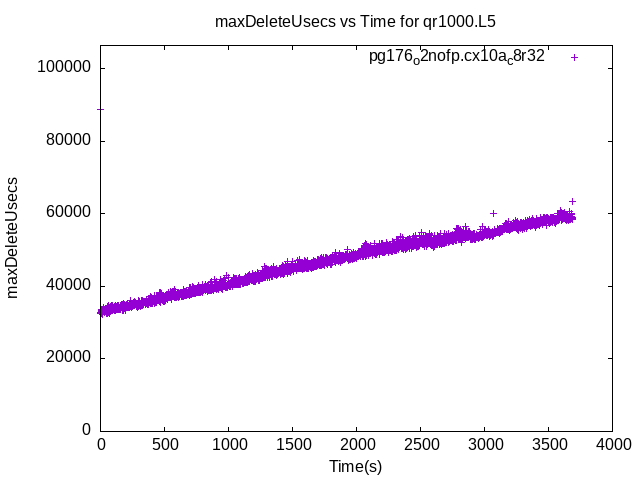 maxDeleteUsecs vs Time for qr1000.L5
pg176o2nofp.cx10ac8r32
100000
80000
60000
40000
20000
0
maxDeleteUsecs
0 500 1000 1500 2000 2500 3000 3500 4000
Time(s)